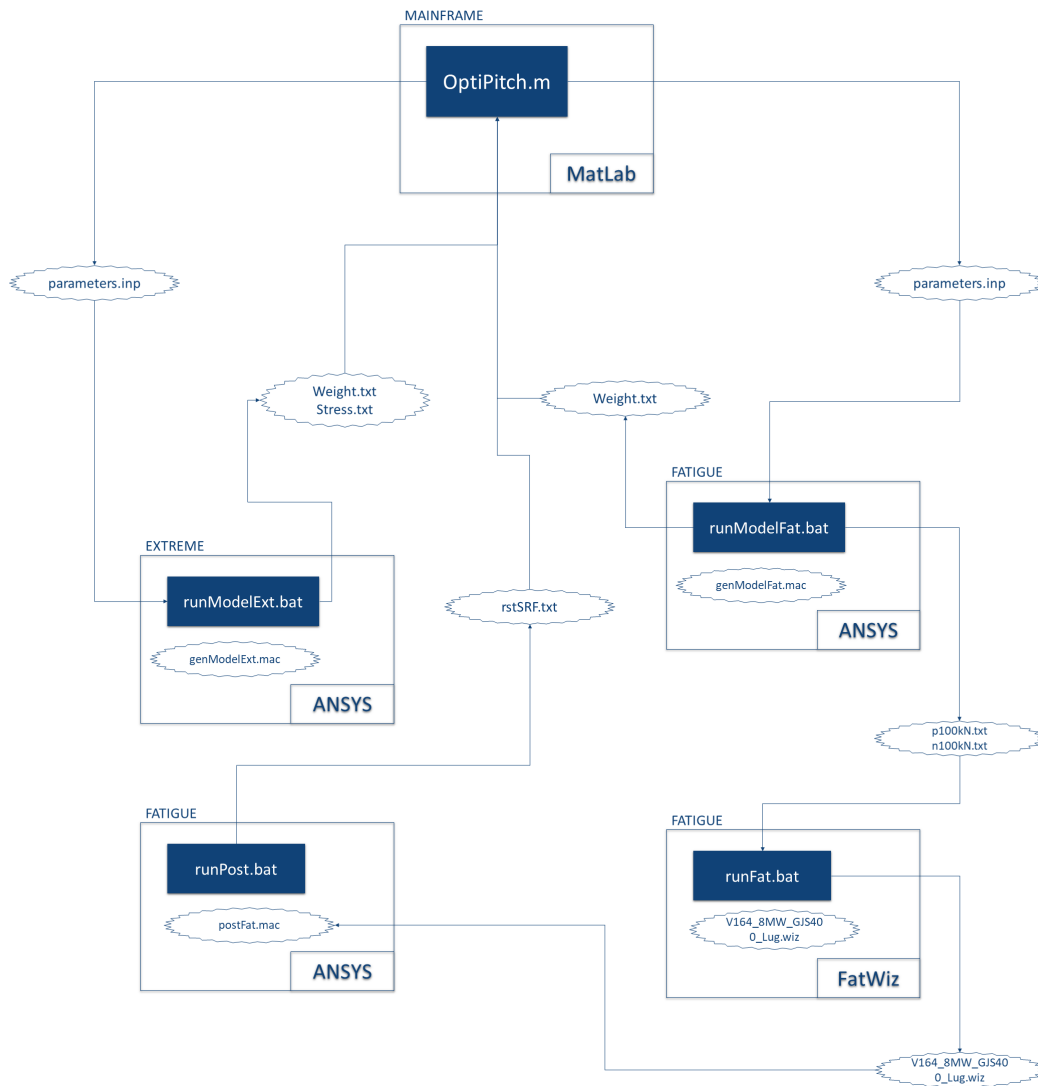 MAINFRAME
OptiPitch.m
MatLab
parameters.inp
parameters.inp
Weight.txt
Stress.txt
Weight.txt
FATIGUE
runModelFat.bat
genModelFat.mac
ANSYS
EXTREME
runModelExt.bat
genModelExt.mac
ANSYS
rstSRF.txt
p100kN.txt
n100kN.txt
FATIGUE
runPost.bat
postFat.mac
ANSYS
FATIGUE
runFat.bat
V164_8MW_GJS40
0_Lug.wiz
FatWiz
V164_8MW_GJS40
0_Lug.wiz